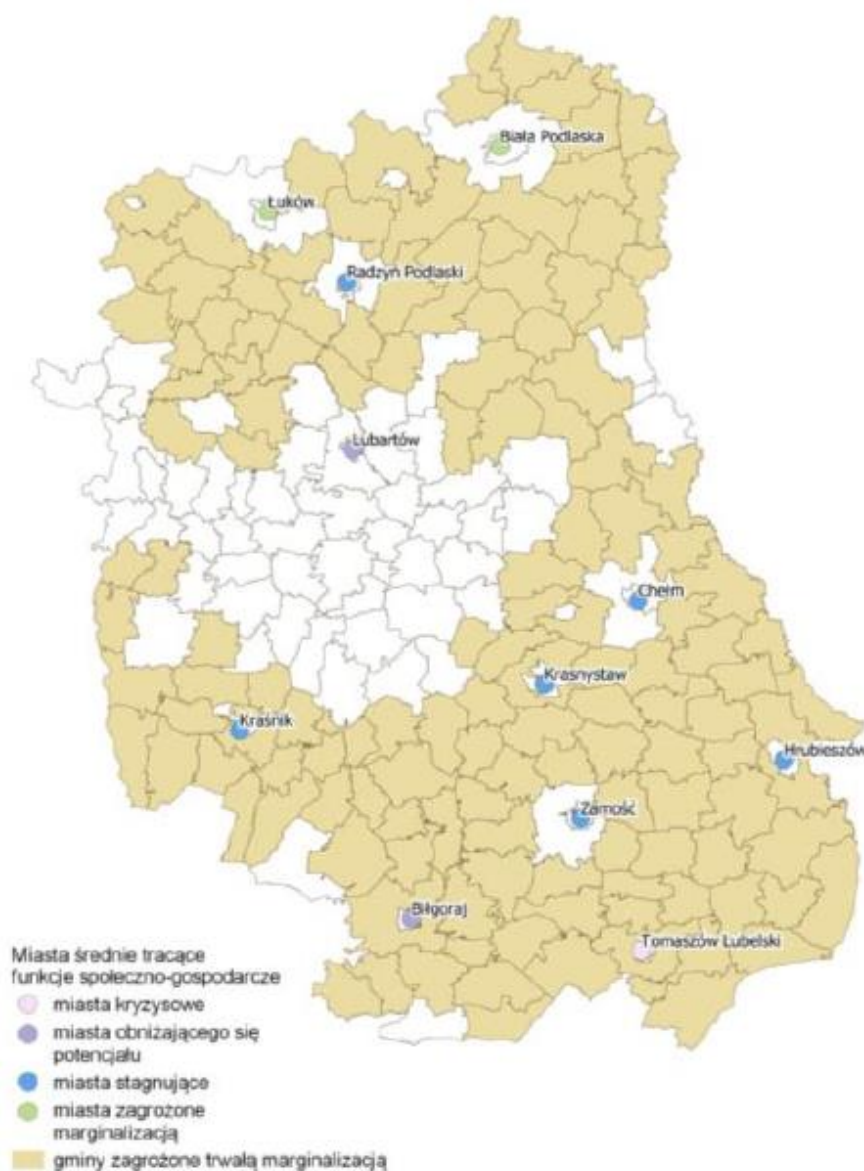 Biała Podlaska
Łuków
Radzyń Podlaski
Lubartów
Chełm
Krasnystaw
Kraśnik
Hrubieszów
Zamość
Biłgoraj
Tomaszów Lubelski
Miasta średnie tracące
funkcje społeczno-gospodarcze
miasta kryzysowe
miasta obniżającego się
potencjału
miasta stagnujące
miasta zagrożone
marginalizacją
gminy zagrożone trwałą marginalizacją